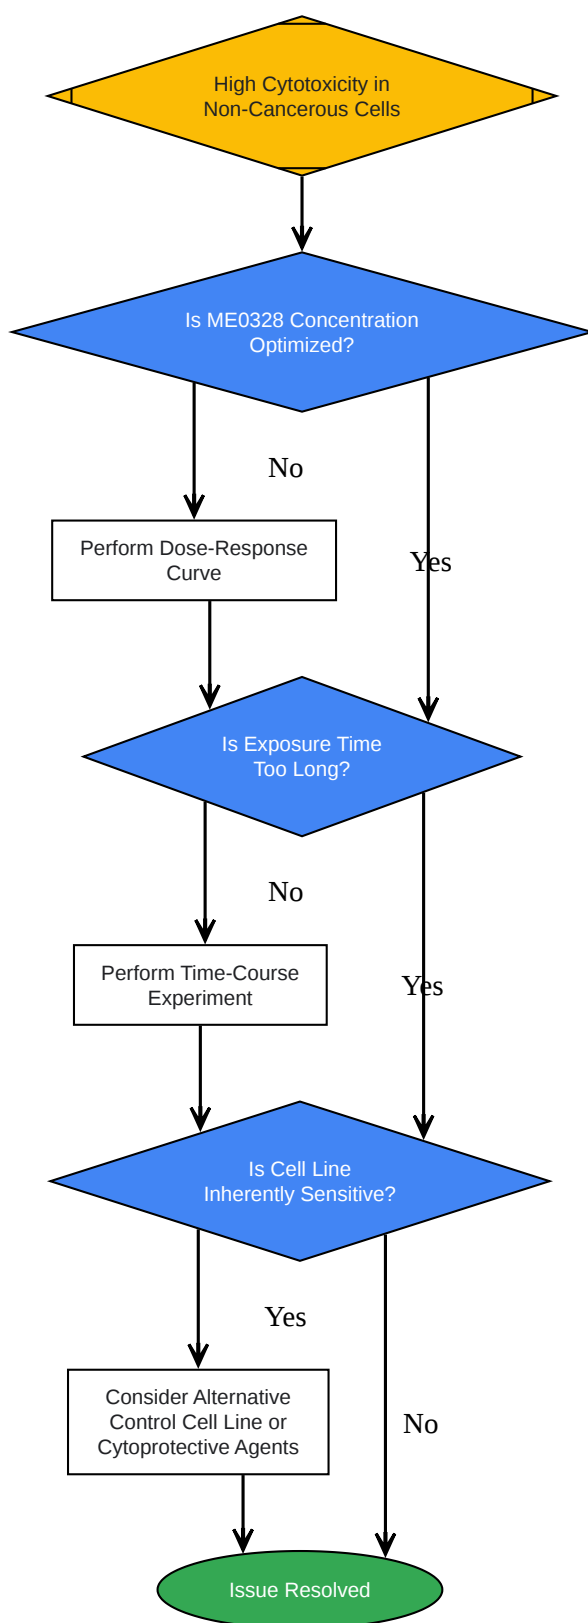 High Cytotoxicity in
Non-Cancerous Cells
Is ME0328 Concentration
Optimized?
No
Perform Dose-Response
Curve
Yes
Is Exposure Time
Too Long?
No
Perform Time-Course
Experiment
Yes
Is Cell Line
Inherently Sensitive?
Yes
Consider Alternative
Control Cell Line or
Cytoprotective Agents
No
Issue Resolved